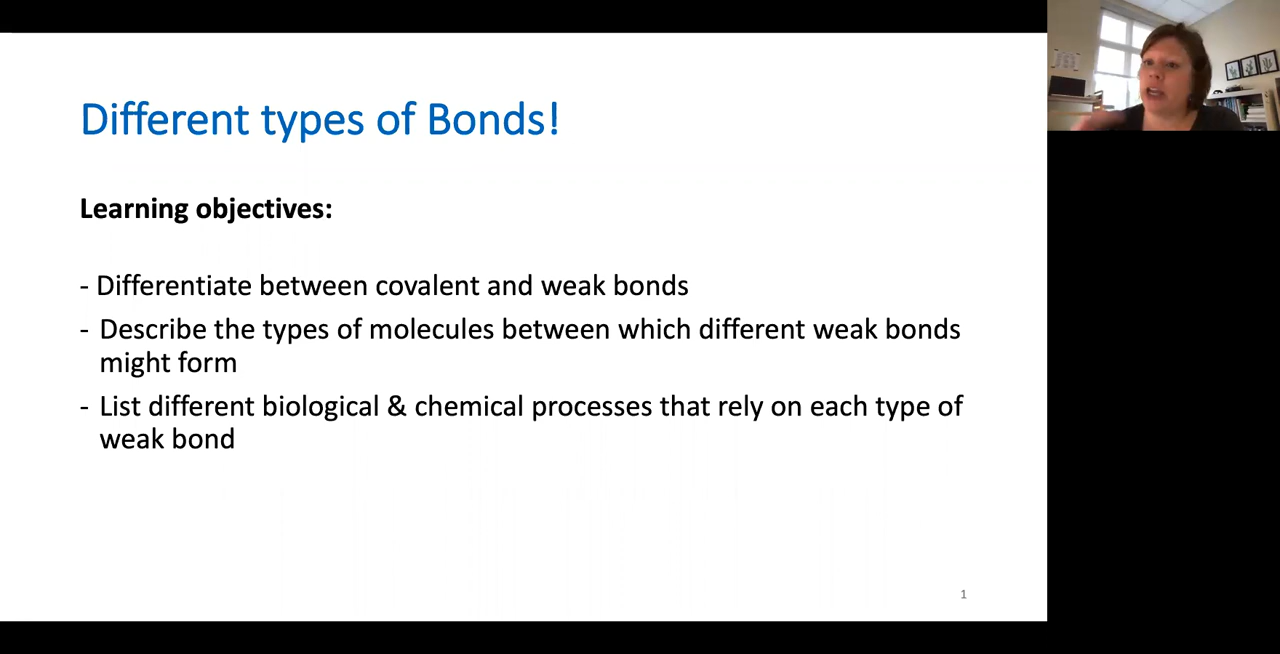 Different types of Bonds!
Learning objectives:
- Differentiate between covalent and weak bonds
- Describe the types of molecules between which different weak bonds
might form
- List different biological & chemical processes that rely on each type of
weak bond
1